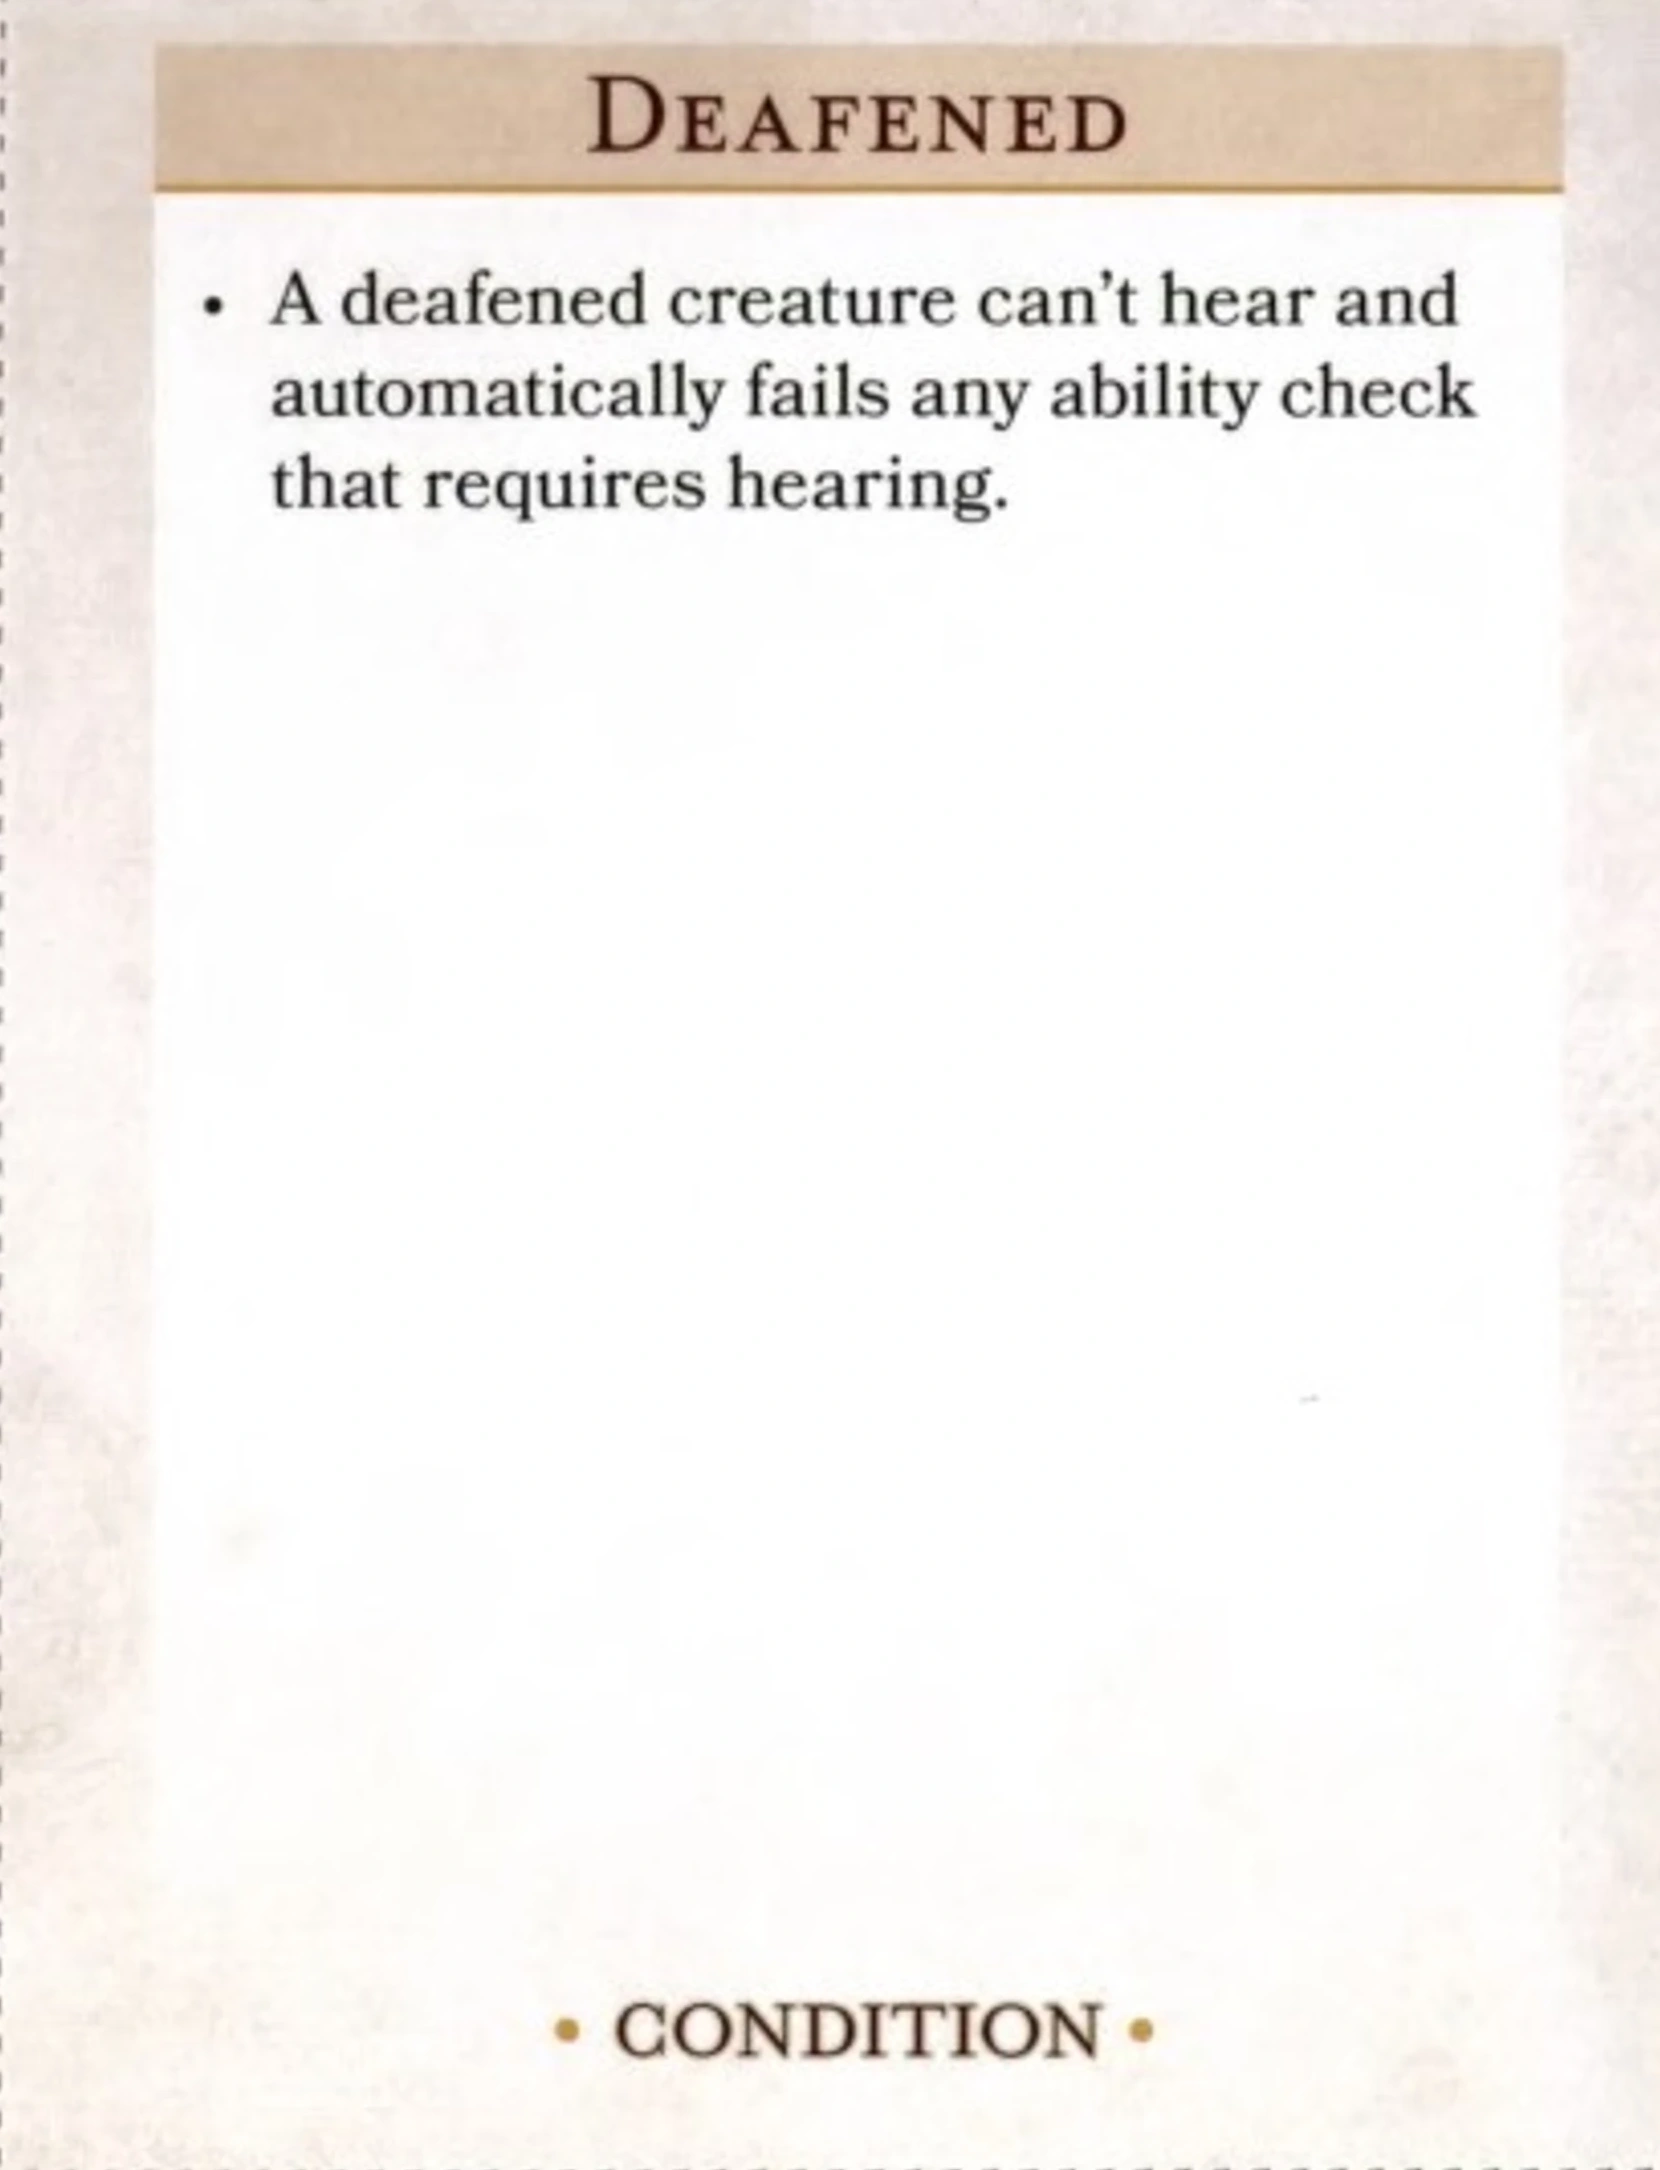 DEAFENED
• A deafened creature can't hear and
automatically fails any ability check
that requires hearing.
• CONDITION •